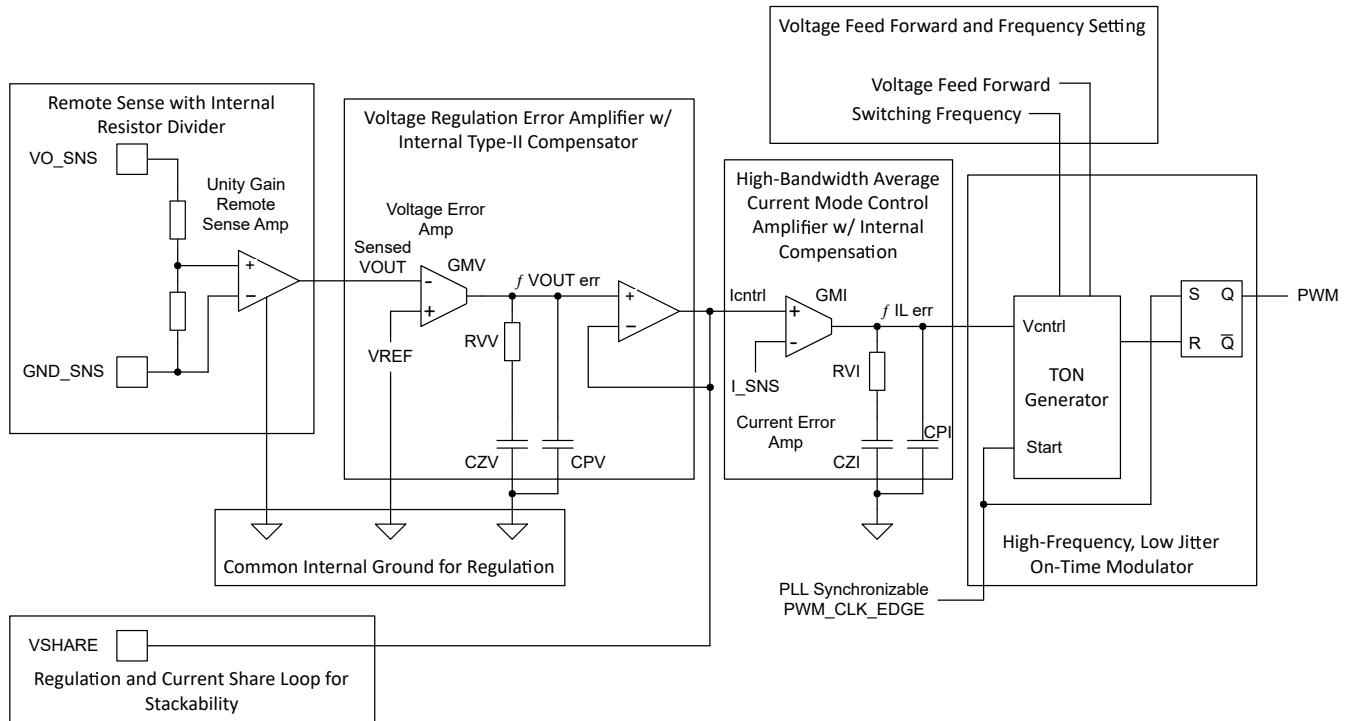 Voltage Feed Forward and Frequency Setting
Voltage Feed Forward
Switching Frequency
Remote Sense with Internal
Resistor Divider
VO_SNS
Unity Gain
Remote
Sense Amp
+
−
GND_SNS
Voltage Regulation Error Amplifier w/
Internal Type-II Compensator
Voltage Error
Amp
Sensed
VOUT
GMV
-
+
VREF
ƒ VOUT err
RVV
CZV
CPV
+
−
High-Bandwidth Average
Current Mode Control
Amplifier w/ Internal
Compensation
Icntrl
GMI
+
-
I_SNS
ƒ IL err
RVI
Current Error
Amp
CZI
CPI
Vcntrl
TON
Generator
Start
S Q
R Q̅
PWM
High-Frequency, Low Jitter
On-Time Modulator
PLL Synchronizable
PWM_CLK_EDGE
Common Internal Ground for Regulation
VSHARE
Regulation and Current Share Loop for
Stackability